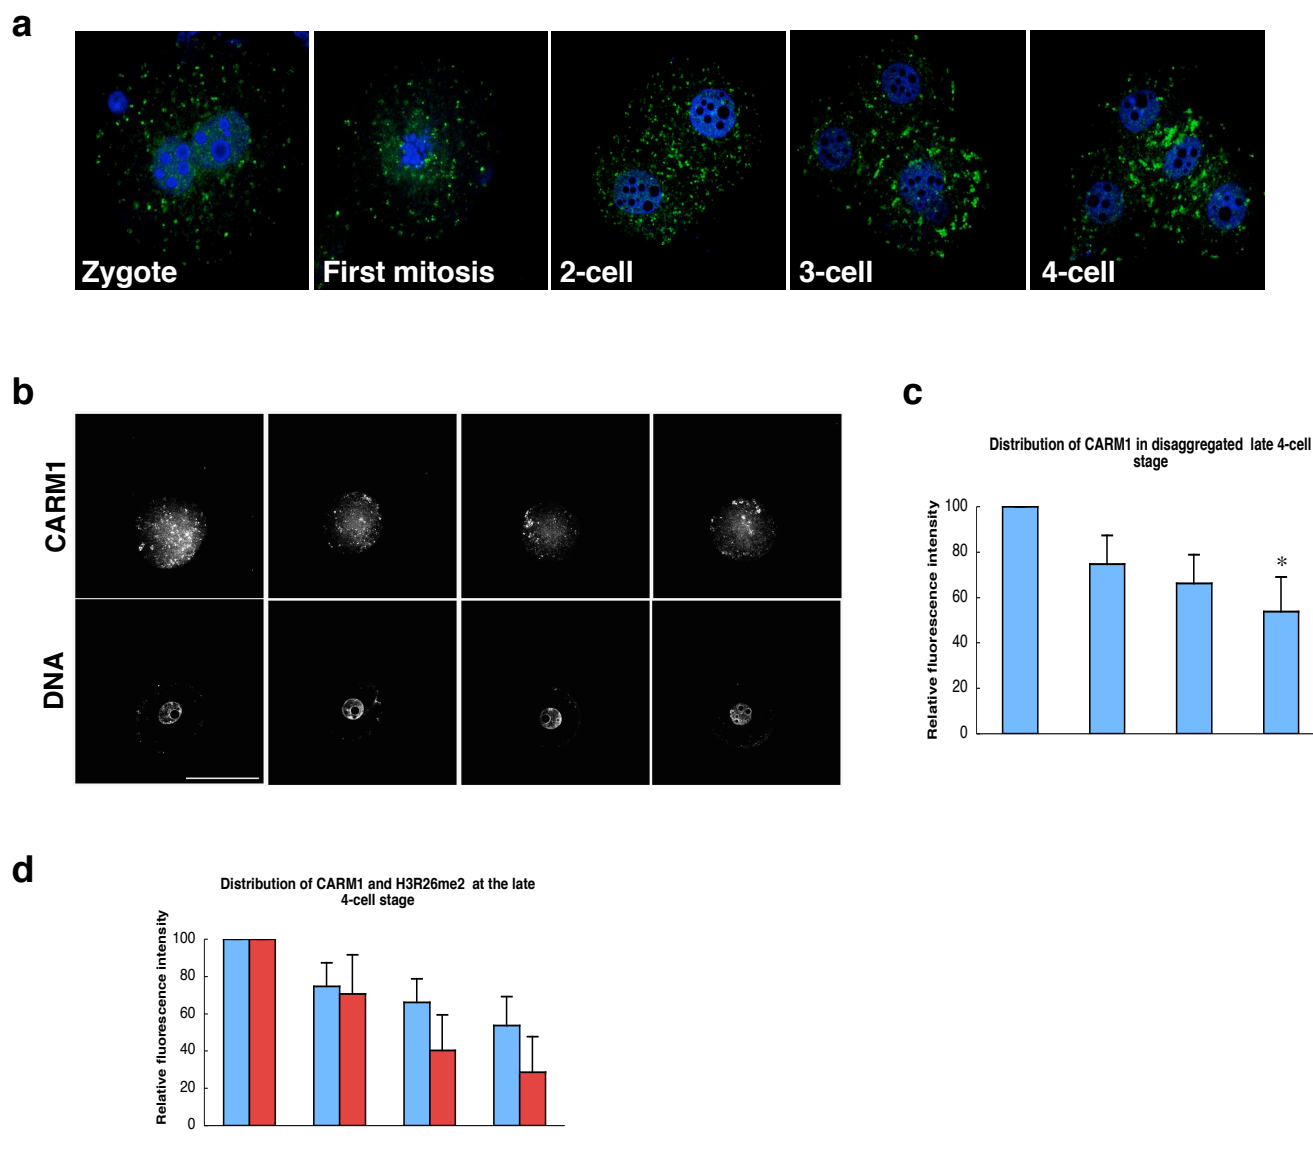 a
Zygote
First mitosis
2-cell
3-cell
4-cell
b
CARM1
DNA
c
Distribution of CARM1 in disaggregated late 4-cell
stage
Relative fluorescence intensity
100
80
60
40
20
0
*
d
Distribution of CARM1 and H3R26me2 at the late
4-cell stage
Relative fluorescence intensity
100
80
60
40
20
0